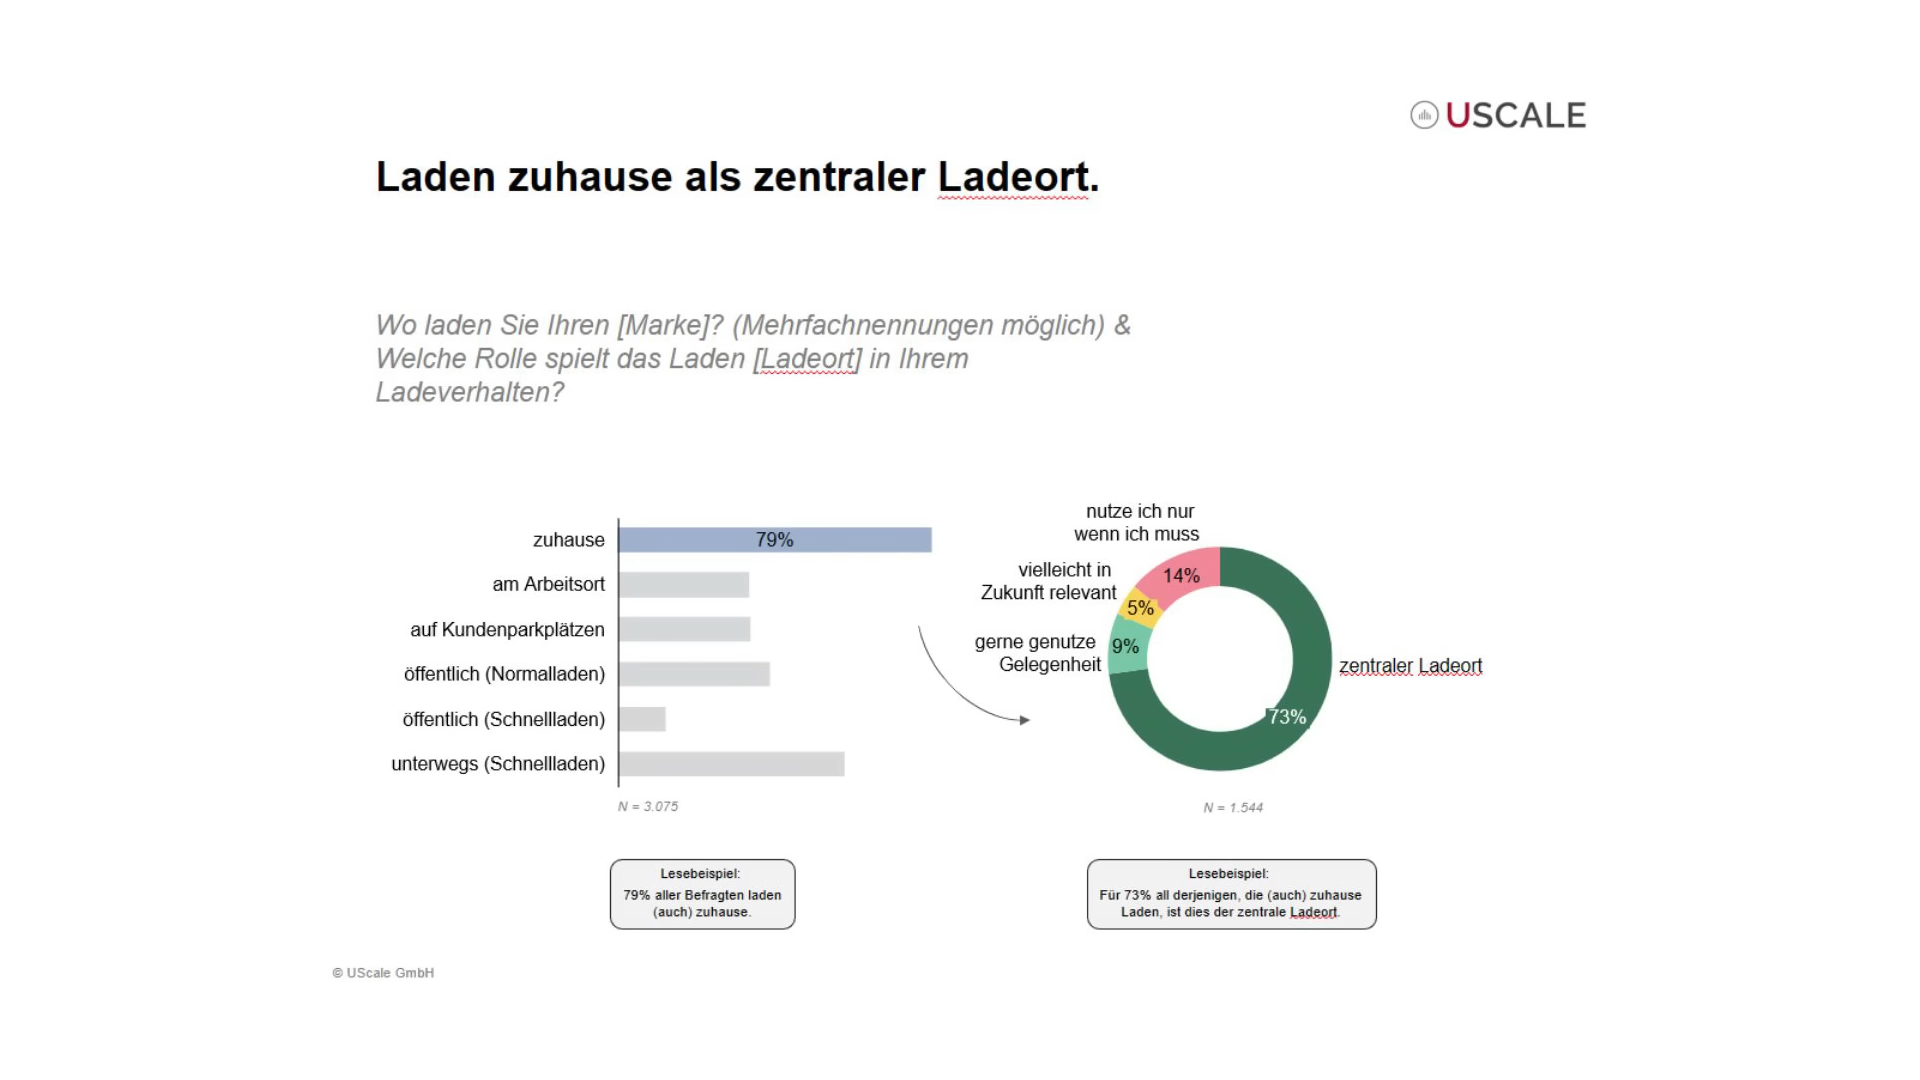 USCALE
Laden zuhause als zentraler Ladeort.
Wo laden Sie Ihren [Marke]? (Mehrfachnennungen möglich) &
Welche Rolle spielt das Laden [Ladeort] in Ihrem
Ladeverhalten?
zuhause
79%
am Arbeitsort
auf Kundenparkplätzen
öffentlich (Normalladen)
öffentlich (Schnellladen)
unterwegs (Schnellladen)
N = 3.075
nutze ich nur
wenn ich muss
14%
vielleicht in
Zukunft relevant
5%
gerne genutze
Gelegenheit
9%
zentraler Ladeort
73%
N = 1.544
Lesebeispiel:
79% aller Befragten laden
(auch) zuhause.
Lesebeispiel:
Für 73% all derjenigen, die (auch) zuhause
Laden, ist dies der zentrale Ladeort.
© UScale GmbH